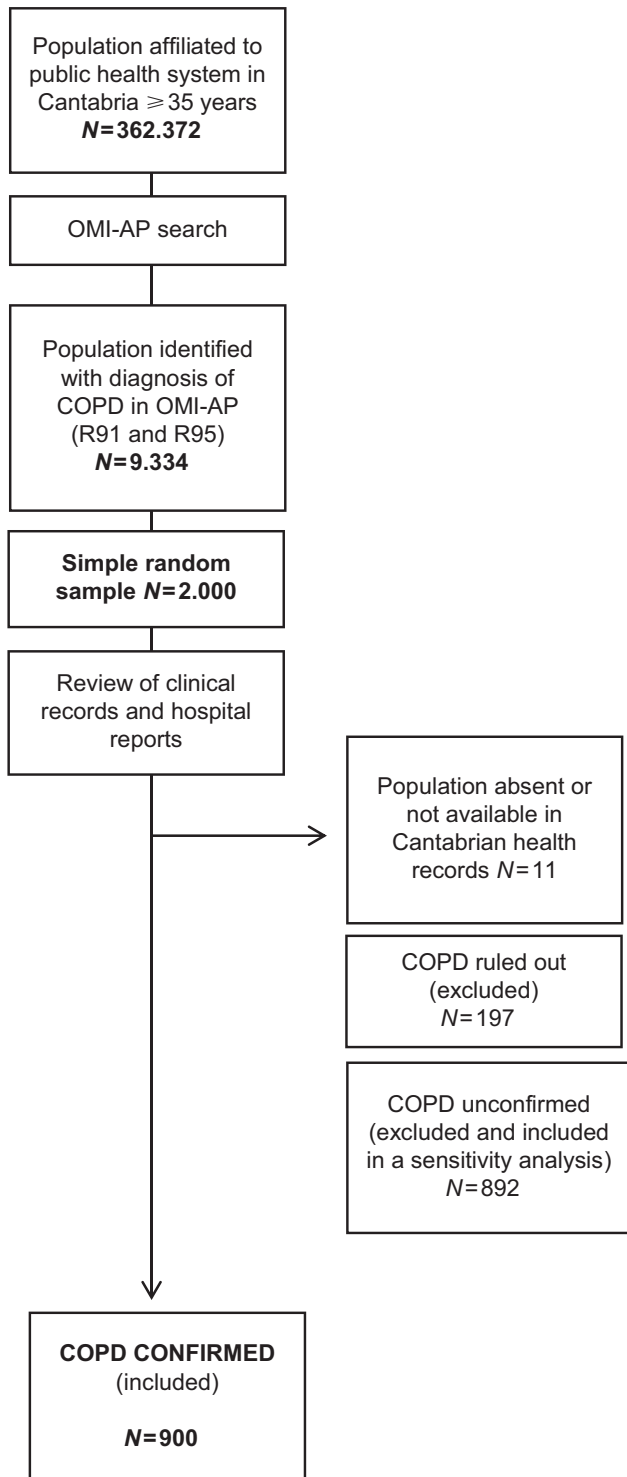 Population affiliated to
public health system in
Cantabria ⩾ 35 years
N=362.372
OMI-AP search
Population identified
with diagnosis of
COPD in OMI-AP
(R91 and R95)
N=9.334
Simple random
sample N=2.000
Review of clinical
records and hospital
reports
Population absent or
not available in
Cantabrian health
records N=11
COPD ruled out
(excluded)
N=197
COPD unconfirmed
(excluded and included
in a sensitivity analysis)
N=892
COPD CONFIRMED
(included)
N=900